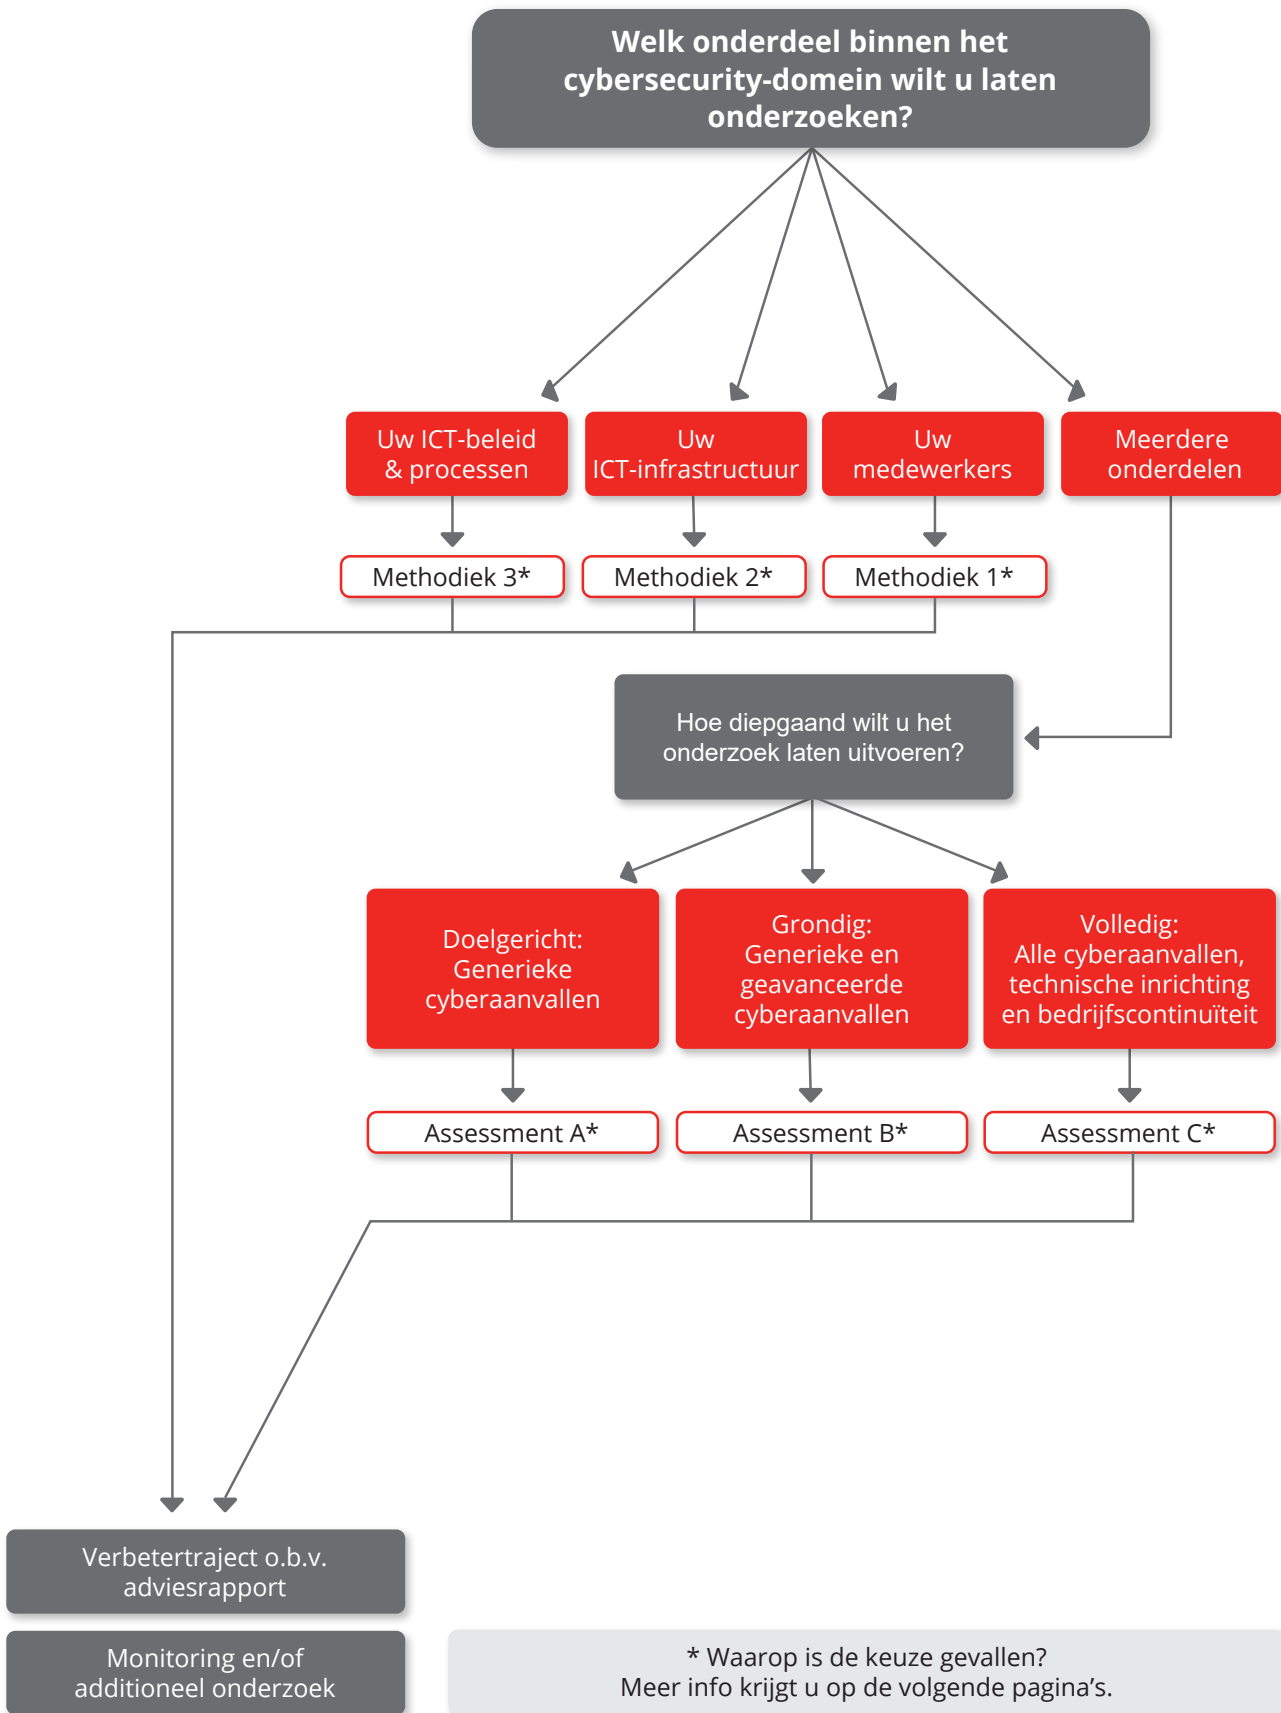 Welk onderdeel binnen het
cybersecurity-domein wilt u laten
onderzoeken?
Uw ICT-beleid
& processen
Uw
ICT-infrastructuur
Uw
medewerkers
Meerdere
onderdelen
Methodiek 3*
Methodiek 2*
Methodiek 1*
Hoe diepgaand wilt u het
onderzoek laten uitvoeren?
Doelgericht:
Generieke
cyberaanvallen
Grondig:
Generieke en
geavanceerde
cyberaanvallen
Volledig:
Alle cyberaanvallen,
technische inrichting
en bedrijfscontinuïteit
Assessment A*
Assessment B*
Assessment C*
Verbetertraject o.b.v.
adviesrapport
Monitoring en/of
additioneel onderzoek
* Waarop is de keuze gevallen?
Meer info krijgt u op de volgende pagina’s.